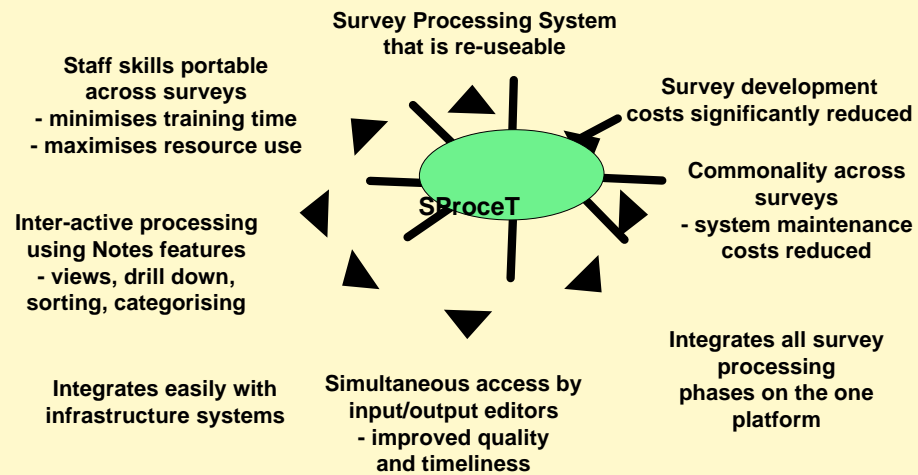 Survey Processing System
that is re-useable
Staff skills portable
across surveys
- minimises training time
- maximises resource use
Survey development
costs significantly reduced
SProceT
Commonality across
surveys
- system maintenance
costs reduced
Inter-active processing
using Notes features
- views, drill down,
sorting, categorising
Integrates all survey
processing
phases on the one
platform
Integrates easily with
infrastructure systems
Simultaneous access by
input/output editors
- improved quality
and timeliness